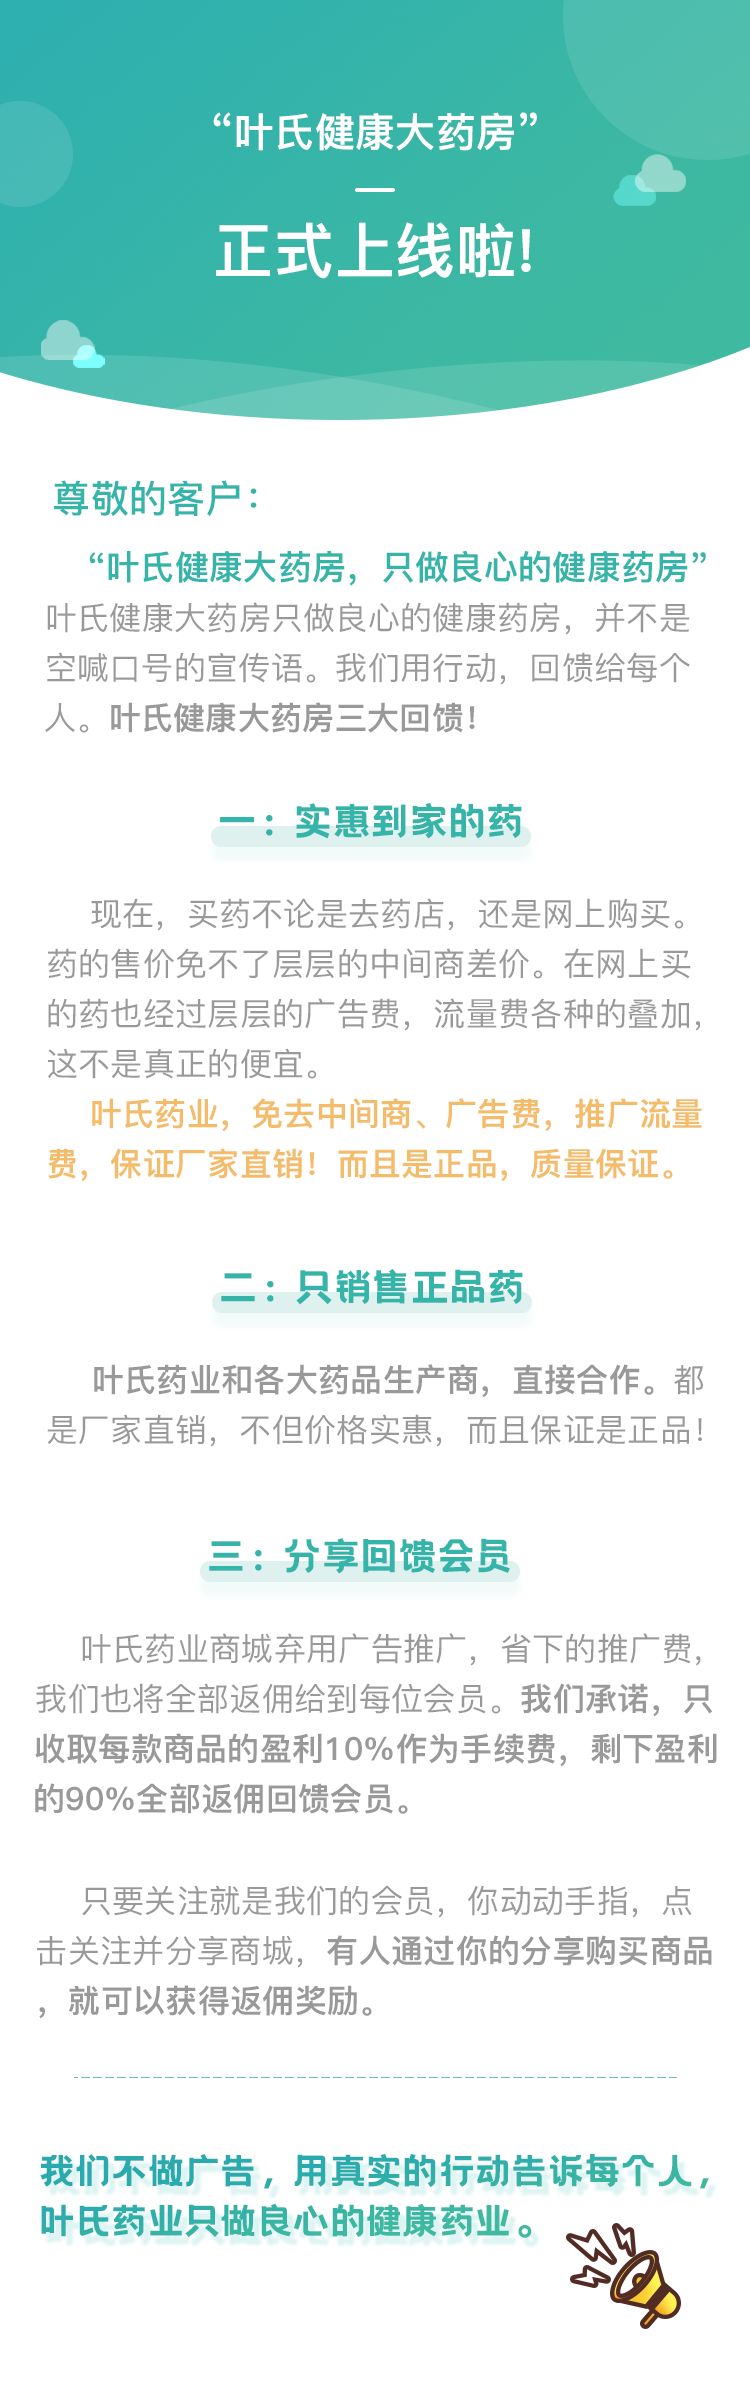 “叶氏健康大药房”
正式上线啦!
尊敬的客户：
“叶氏健康大药房，只做良心的健康药房”
叶氏健康大药房只做良心的健康药房，并不是
空喊口号的宣传语。我们用行动，回馈给每个
人。叶氏健康大药房三大回馈！
一：实惠到家的药
现在，买药不论是去药店，还是网上购买。
药的售价免不了层层的中间商差价。在网上买
的药也经过层层的广告费，流量费各种的叠加，
这不是真正的便宜。
叶氏药业，免去中间商、广告费，推广流量
费，保证厂家直销！而且是正品，质量保证。
二：只销售正品药
叶氏药业和各大药品生产商，直接合作。都
是厂家直销，不但价格实惠，而且保证是正品！
三：分享回馈会员
叶氏药业商城弃用广告推广，省下的推广费，
我们也将全部返佣给到每位会员。我们承诺，只
收取每款商品的盈利10%作为手续费，剩下盈利
的90%全部返佣回馈会员。
只要关注就是我们的会员，你动动手指，点
击关注并分享商城，有人通过你的分享购买商品
，就可以获得返佣奖励。
我们不做广告，用真实的行动告诉每个人，
叶氏药业只做良心的健康药业。